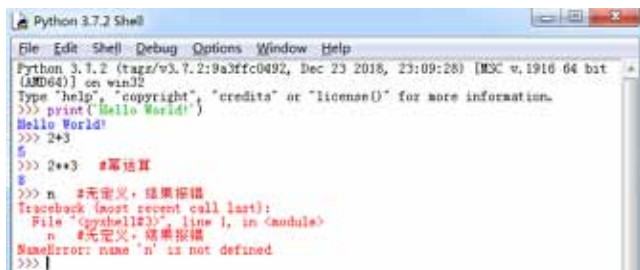 Python 3.7.2 Shell
File Edit Shell Debug Options Window Help
Python 3.7.2 (tags/v3.7.2:9a3ffc0492, Dec 23 2018, 23:09:28) [MSC v.1916 64 bit
(AMD64)] on win32
Type "help", "copyright", "credits" or "license()" for more information.
>>> print('Hello World!')
Hello World!
>>> 2+3
5
>>> 2**3 #幂运算
8
>>> n #无定义，结果报错
Traceback (most recent call last):
File "<pyshell#3>", line 1, in <module>
n #无定义，结果报错
NameError: name 'n' is not defined
>>>